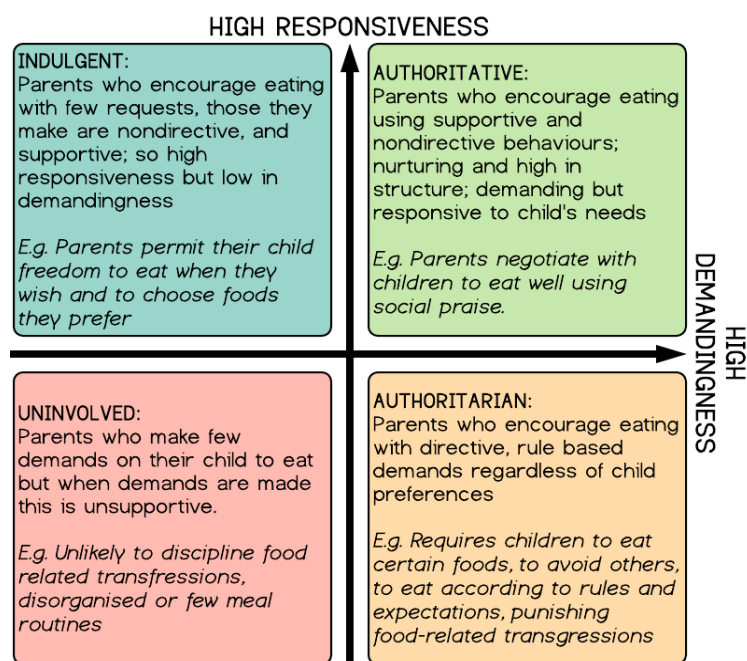 HIGH RESPONSIVENESS
INDULGENT:
Parents who encourage eating
with few requests, those they
make are nondirective, and
supportive; so high
responsiveness but low in
demandingness
E.g. Parents permit their child
freedom to eat when they
wish and to choose foods
they prefer
AUTHORITATIVE:
Parents who encourage eating
using supportive and
nondirective behaviours;
nurturing and high in
structure; demanding but
responsive to child's needs
E.g. Parents negotiate with
children to eat well using
social praise.
HIGH
DEMANDINGNESS
UNINVOLVED:
Parents who make few
demands on their child to eat
but when demands are made
this is unsupportive.
E.g. Unlikely to discipline food
related transfressions,
disorganised or few meal
routines
AUTHORITARIAN:
Parents who encourage eating
with directive, rule based
demands regardless of child
preferences
E.g. Requires children to eat
certain foods, to avoid others,
to eat according to rules and
expectations, punishing
food-related transgressions